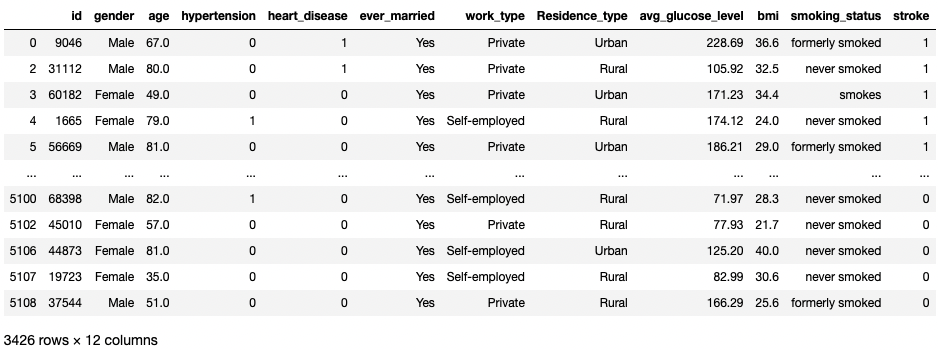 id gender age hypertension heart_disease ever_married work_type Residence_type avg_glucose_level bmi smoking_status stroke
0 9046 Male 67.0 0 1 Yes Private Urban 228.69 36.6 formerly smoked 1
2 31112 Male 80.0 0 1 Yes Private Rural 105.92 32.5 never smoked 1
3 60182 Female 49.0 0 0 Yes Private Urban 171.23 34.4 smokes 1
4 1665 Female 79.0 1 0 Yes Self-employed Rural 174.12 24.0 never smoked 1
5 56669 Male 81.0 0 0 Yes Private Urban 186.21 29.0 formerly smoked 1
... ... ... ... ... ... ... ... ... ... ... ... ...
5100 68398 Male 82.0 1 0 Yes Self-employed Rural 71.97 28.3 never smoked 0
5102 45010 Female 57.0 0 0 Yes Private Rural 77.93 21.7 never smoked 0
5106 44873 Female 81.0 0 0 Yes Self-employed Urban 125.20 40.0 never smoked 0
5107 19723 Female 35.0 0 0 Yes Self-employed Rural 82.99 30.6 never smoked 0
5108 37544 Male 51.0 0 0 Yes Private Rural 166.29 25.6 formerly smoked 0
3426 rows × 12 columns